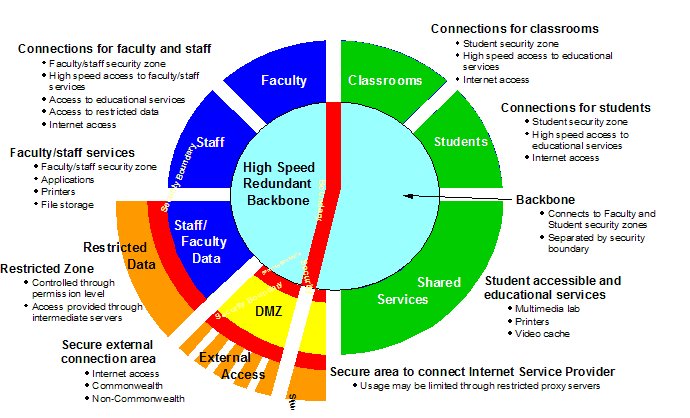 Connections for classrooms
• Student security zone
• High speed access to educational
services
• Internet access
Connections for faculty and staff
• Faculty/staff security zone
• High speed access to faculty/staff
services
• Access to educational services
• Access to restricted data
• Internet access
Faculty
Classrooms
Connections for students
• Student security zone
• High speed access to
educational services
• Internet access
Staff
Students
Security Boundary
Faculty/staff services
• Faculty/staff security zone
• Applications
• Printers
• File storage
High Speed
Redundant
Backbone
Backbone
• Connects to Faculty and
Student security zones
• Separated by security
boundary
Staff/
Faculty
Data
Restricted
Data
Restricted Zone
• Controlled through
permission level
• Access provided through
intermediate servers
Shared
Services
Student accessible and
educational services
• Multimedia lab
• Printers
• Video cache
DMZ
External
Access
Secure external
connection area
• Internet access
• Commonwealth
• Non-Commonwealth
Secure area to connect Internet Service Provider
• Usage may be limited through restricted proxy servers